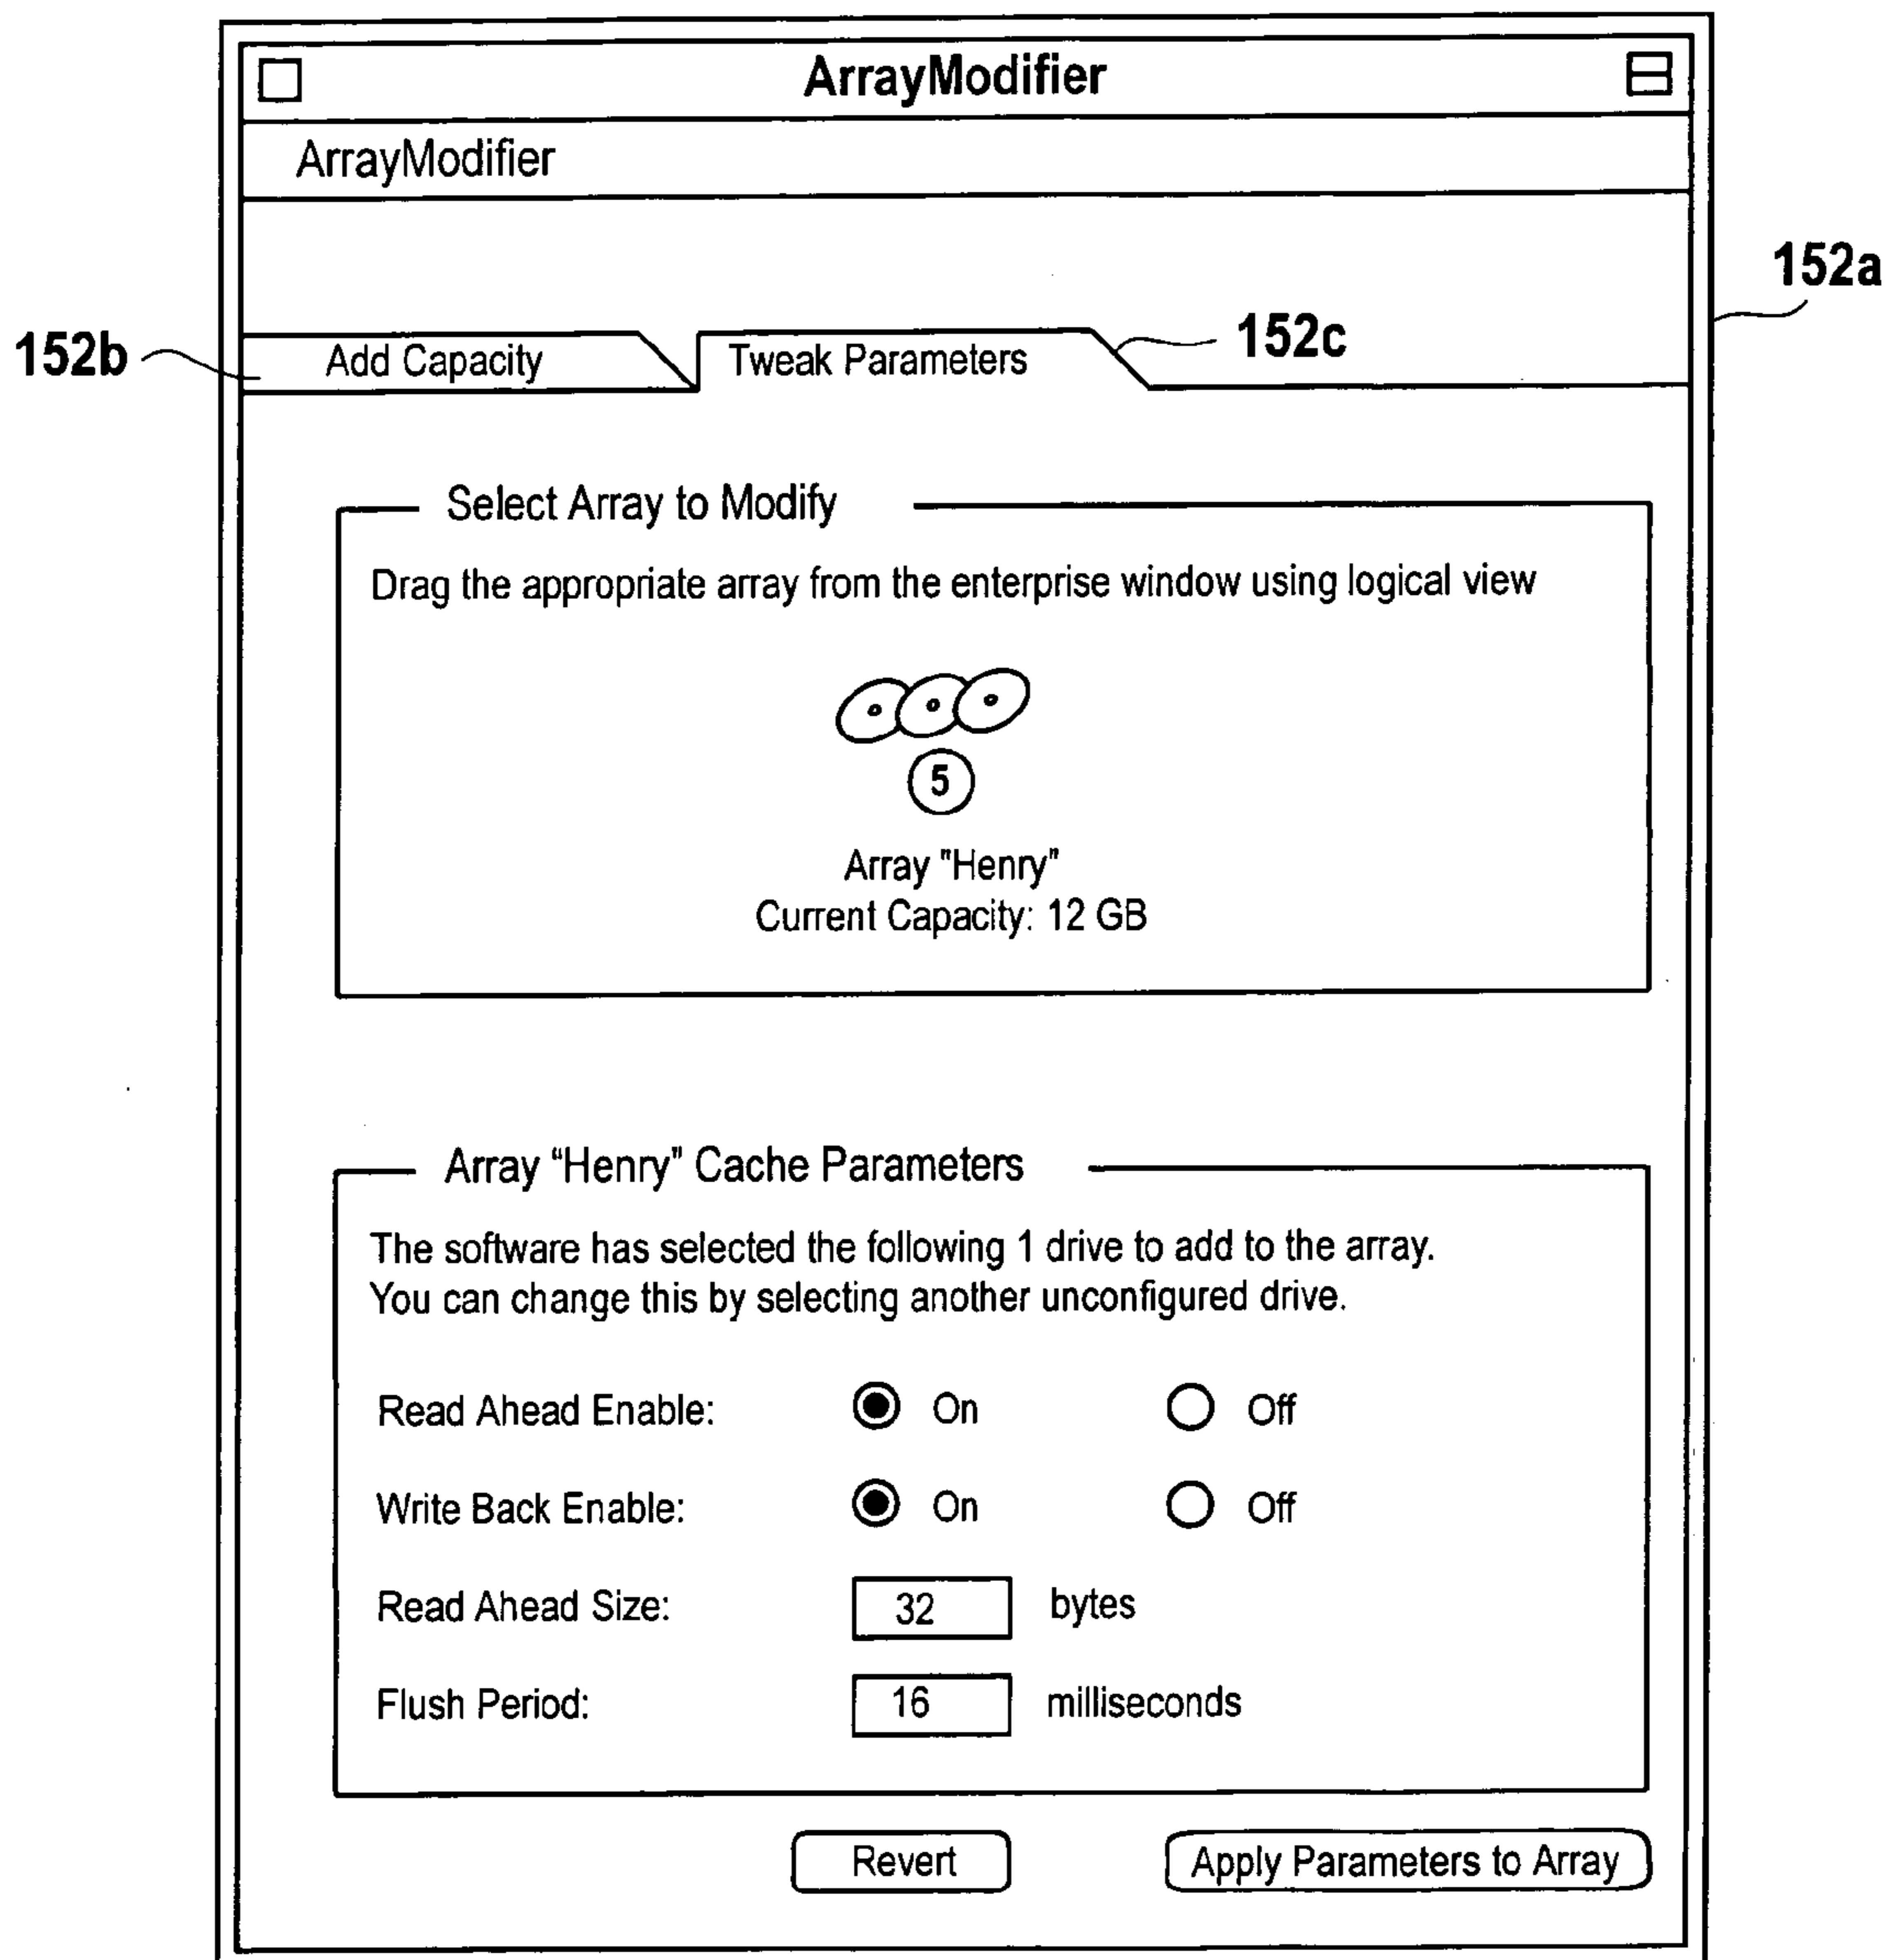 ArrayModifier
ArrayModifier
152a
152b
Add Capacity
Tweak Parameters
152c
Select Array to Modify
Drag the appropriate array from the enterprise window using logical view
5
Array "Henry"
Current Capacity: 12 GB
Array “Henry” Cache Parameters
The software has selected the following 1 drive to add to the array.
You can change this by selecting another unconfigured drive.
Read Ahead Enable: On Off
Write Back Enable: On Off
Read Ahead Size: 32 bytes
Flush Period: 16 milliseconds
Revert Apply Parameters to Array